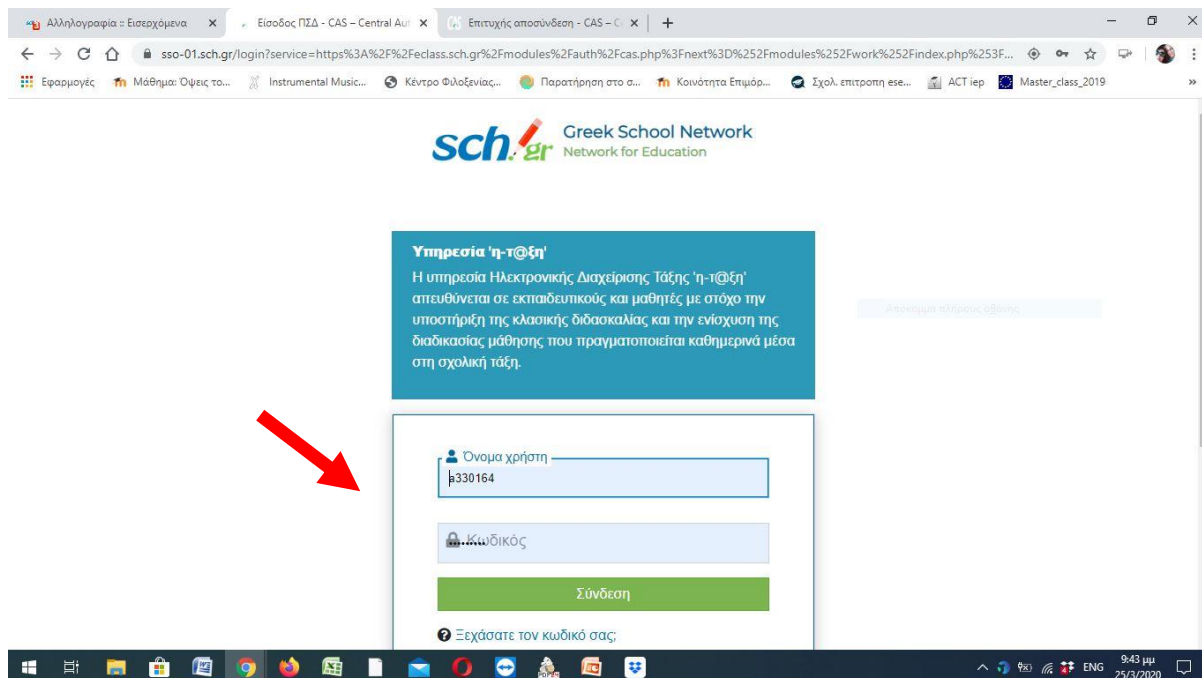 Αλληλογραφία :: Εισερχόμενα
Είσοδος ΠΣΔ - CAS – Central Aut
Επιτυχής αποσύνδεση - CAS – C
sso-01.sch.gr/login?service=https%3A%2F%2Feclass.sch.gr%2Fmodules%2Fauth%2Fcas.php%3Fnext%3D%252Fmodules%252Fwork%252Findex.php%253F...
Εφαρμογές
Μάθημα: Όψεις το...
Instrumental Music...
Κέντρο Φιλοξενίας...
Παρατήρηση στο σ...
Κοινότητα Επιμόρ...
Σχολ. επιτροπη ese...
ACT iep
Master_class_2019
»
sch.gr
Greek School Network
Network for Education
Υπηρεσία 'η-τ@ξη'
Η υπηρεσία Ηλεκτρονικής Διαχείρισης Τάξης 'η-τ@ξη'
απευθύνεται σε εκπαιδευτικούς και μαθητές με στόχο την
υποστήριξη της κλασικής διδασκαλίας και την ενίσχυση της
διαδικασίας μάθησης που πραγματοποιείται καθημερινά μέσα
στη σχολική τάξη.
Απόκομμα πλήρους οθόνης
Όνομα χρήστη
a330164
Κωδικός
Σύνδεση
Ξεχάσατε τον κωδικό σας;
ENG
9:43 μμ
25/3/2020